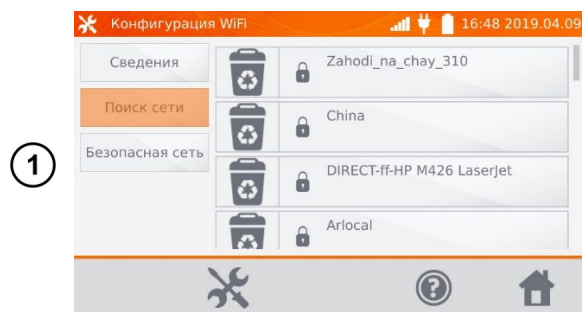 Конфигурация WiFi 16:48 2019.04.09
Сведения
Поиск сети
Безопасная сеть
Zahodi_na_chay_310
China
DIRECT-ff-HP M426 LaserJet
Arlocal
1